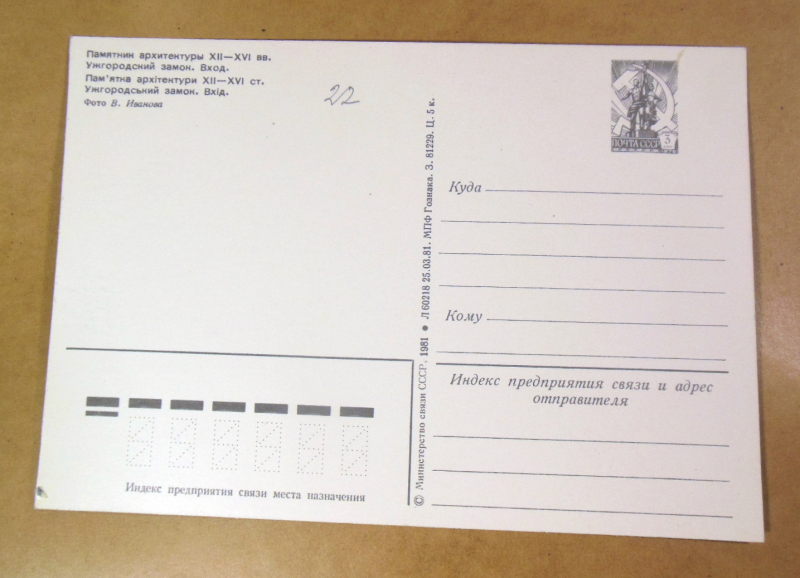 Памятник архитектуры XII—XVI вв.
Ужгородский замок. Вход.
Пам'ятка архітектури XII—XVI ст.
Ужгородський замок. Вхід.
Фото В. Иванова
22
ПОЧТА СССР 3
Куда
Кому
Индекс предприятия связи и адрес
отправителя
© Министерство связи СССР, 1981 ● Л 60218 25.03.81. МПФ Гознака. З. 81229. Ц. 5 к.
Индекс предприятия связи места назначения